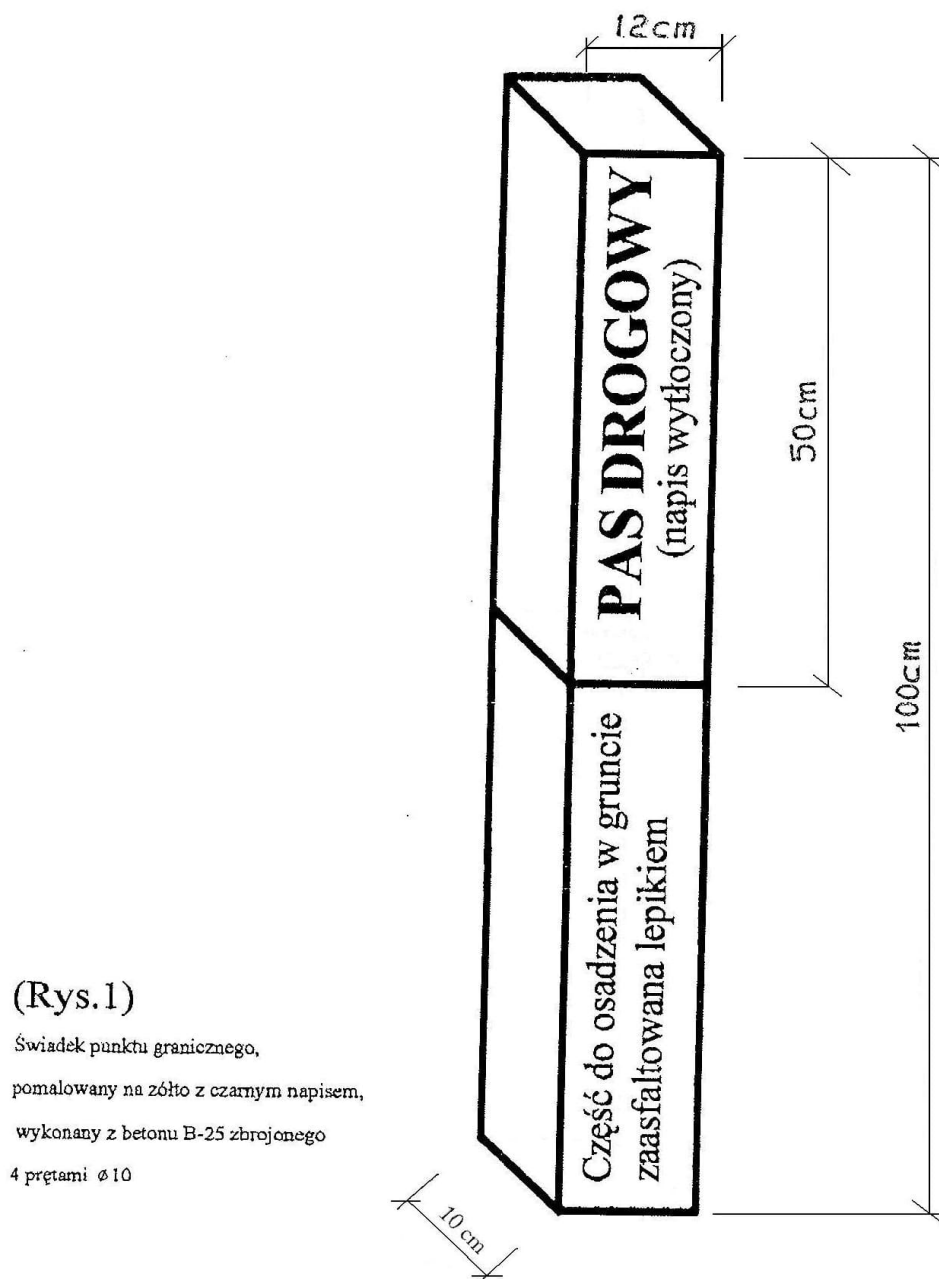 12cm
PAS DROGOWY
(napis wytłoczony)
50cm
100cm
Część do osadzenia w gruncie
zaasfaltowana lepikiem
(Rys.1)
Świadek punktu granicznego,
pomalowany na zółto z czarnym napisem,
wykonany z betonu B-25 zbrojonego
4 prętami ø10
10 cm